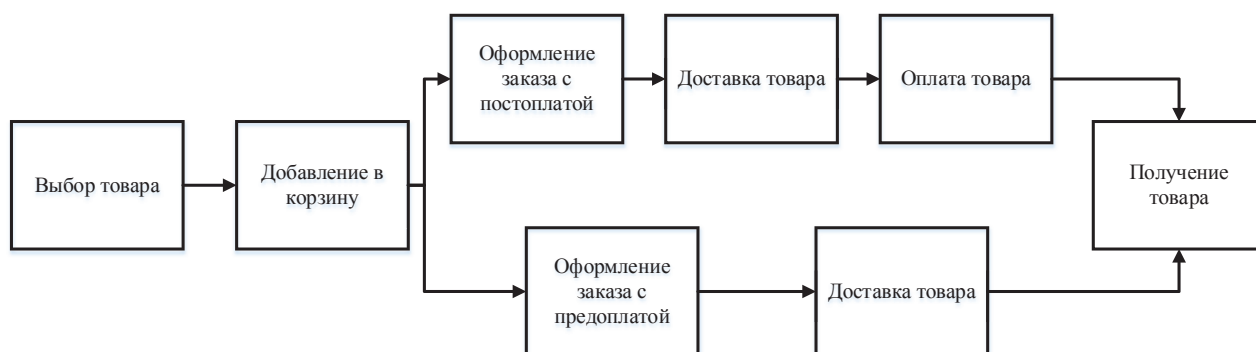 Выбор товара
Добавление в
корзину
Оформление
заказа с
постоплатой
Доставка товара
Оплата товара
Оформление
заказа с
предоплатой
Доставка товара
Получение
товара